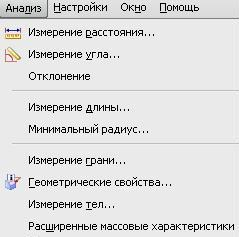 Анализ Настройки Окно Помощь
Измерение расстояния...
Измерение угла...
Отклонение
Измерение длины...
Минимальный радиус...
Измерение грани...
Геометрические свойства...
Измерение тел...
Расширенные массовые характеристики